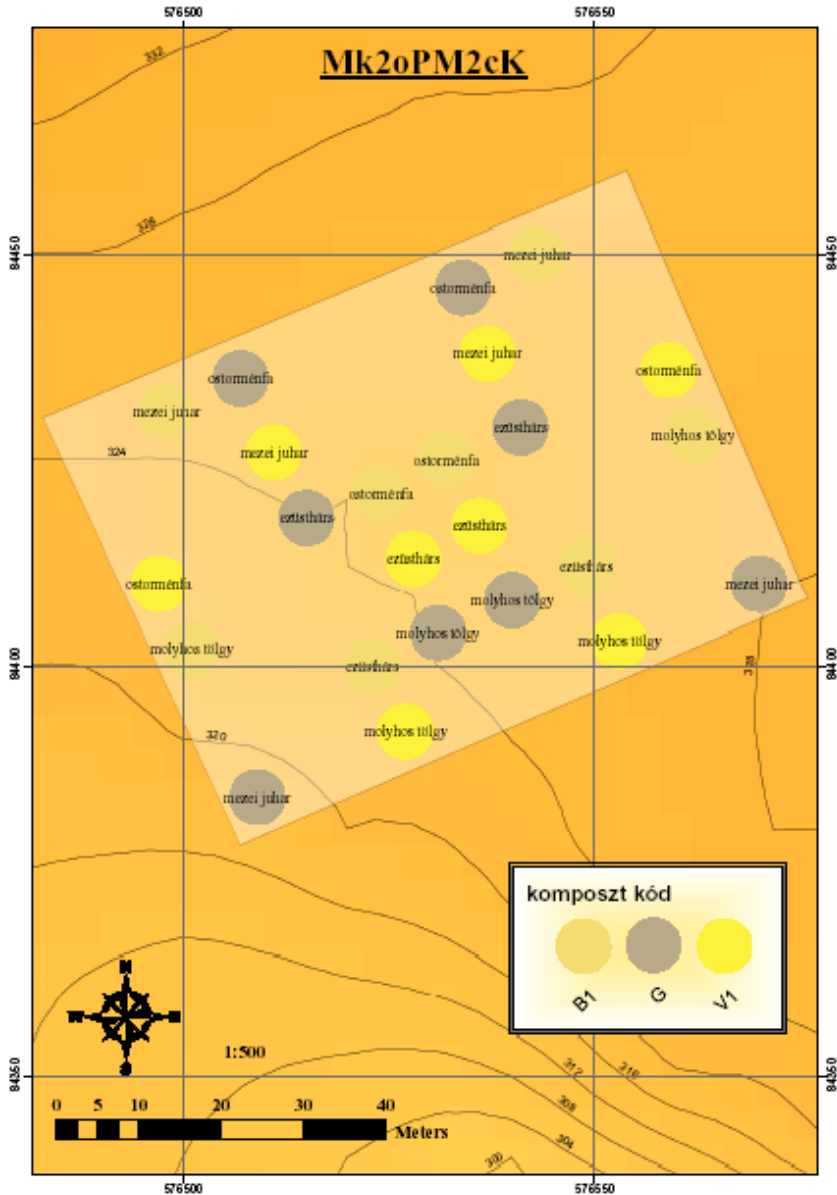 576500
576550
Mk2oPM2cK
332
328
84450
84450
mezei juhar
ostorménfa
mezei juhar
ostorménfa
ostorménfa
mezei juhar
ezüsthárs
molyhos tölgy
mezei juhar
324
ostorménfa
ostorménfa
ezüsthárs
ezüsthárs
ezüsthárs
ezüsthárs
ostorménfa
mezei juhar
molyhos tölgy
molyhos tölgy
molyhos tölgy
molyhos tölgy
84400
ezüsthárs
328
84400
320
molyhos tölgy
mezei juhar
komposzt kód
B1
G
V1
N
1:500
312
316
84350
84350
0 5 10 20 30 40
Meters
308
304
300
576500
576550